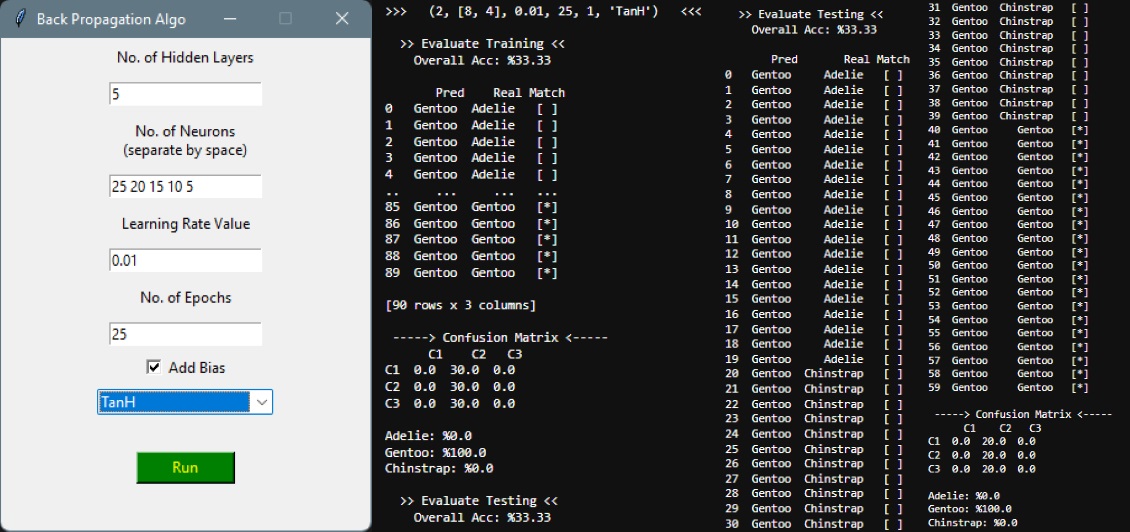 Back Propagation Algo
No. of Hidden Layers
5
No. of Neurons
(separate by space)
25 20 15 10 5
Learning Rate Value
0.01
No. of Epochs
25
Add Bias
TanH
Run
>>> (2, [8, 4], 0.01, 25, 1, 'TanH') <<<
>> Evaluate Training <<
Overall Acc: %33.33
Pred Real Match
0 Gentoo Adelie [ ]
1 Gentoo Adelie [ ]
2 Gentoo Adelie [ ]
3 Gentoo Adelie [ ]
4 Gentoo Adelie [ ]
.. ... ... ...
85 Gentoo Gentoo [*]
86 Gentoo Gentoo [*]
87 Gentoo Gentoo [*]
88 Gentoo Gentoo [*]
89 Gentoo Gentoo [*]
[90 rows x 3 columns]
-----> Confusion Matrix <-----
C1 C2 C3
C1 0.0 30.0 0.0
C2 0.0 30.0 0.0
C3 0.0 30.0 0.0
Adelie: %0.0
Gentoo: %100.0
Chinstrap: %0.0
>> Evaluate Testing <<
Overall Acc: %33.33
>> Evaluate Testing <<
Overall Acc: %33.33
Pred Real Match
0 Gentoo Adelie [ ]
1 Gentoo Adelie [ ]
2 Gentoo Adelie [ ]
3 Gentoo Adelie [ ]
4 Gentoo Adelie [ ]
5 Gentoo Adelie [ ]
6 Gentoo Adelie [ ]
7 Gentoo Adelie [ ]
8 Gentoo Adelie [ ]
9 Gentoo Adelie [ ]
10 Gentoo Adelie [ ]
11 Gentoo Adelie [ ]
12 Gentoo Adelie [ ]
13 Gentoo Adelie [ ]
14 Gentoo Adelie [ ]
15 Gentoo Adelie [ ]
16 Gentoo Adelie [ ]
17 Gentoo Adelie [ ]
18 Gentoo Adelie [ ]
19 Gentoo Adelie [ ]
20 Gentoo Chinstrap [ ]
21 Gentoo Chinstrap [ ]
22 Gentoo Chinstrap [ ]
23 Gentoo Chinstrap [ ]
24 Gentoo Chinstrap [ ]
25 Gentoo Chinstrap [ ]
26 Gentoo Chinstrap [ ]
27 Gentoo Chinstrap [ ]
28 Gentoo Chinstrap [ ]
29 Gentoo Chinstrap [ ]
30 Gentoo Chinstrap [ ]
31 Gentoo Chinstrap [ ]
32 Gentoo Chinstrap [ ]
33 Gentoo Chinstrap [ ]
34 Gentoo Chinstrap [ ]
35 Gentoo Chinstrap [ ]
36 Gentoo Chinstrap [ ]
37 Gentoo Chinstrap [ ]
38 Gentoo Chinstrap [ ]
39 Gentoo Chinstrap [ ]
40 Gentoo Gentoo [*]
41 Gentoo Gentoo [*]
42 Gentoo Gentoo [*]
43 Gentoo Gentoo [*]
44 Gentoo Gentoo [*]
45 Gentoo Gentoo [*]
46 Gentoo Gentoo [*]
47 Gentoo Gentoo [*]
48 Gentoo Gentoo [*]
49 Gentoo Gentoo [*]
50 Gentoo Gentoo [*]
51 Gentoo Gentoo [*]
52 Gentoo Gentoo [*]
53 Gentoo Gentoo [*]
54 Gentoo Gentoo [*]
55 Gentoo Gentoo [*]
56 Gentoo Gentoo [*]
57 Gentoo Gentoo [*]
58 Gentoo Gentoo [*]
59 Gentoo Gentoo [*]
-----> Confusion Matrix <-----
C1 C2 C3
C1 0.0 20.0 0.0
C2 0.0 20.0 0.0
C3 0.0 20.0 0.0
Adelie: %0.0
Gentoo: %100.0
Chinstrap: %0.0